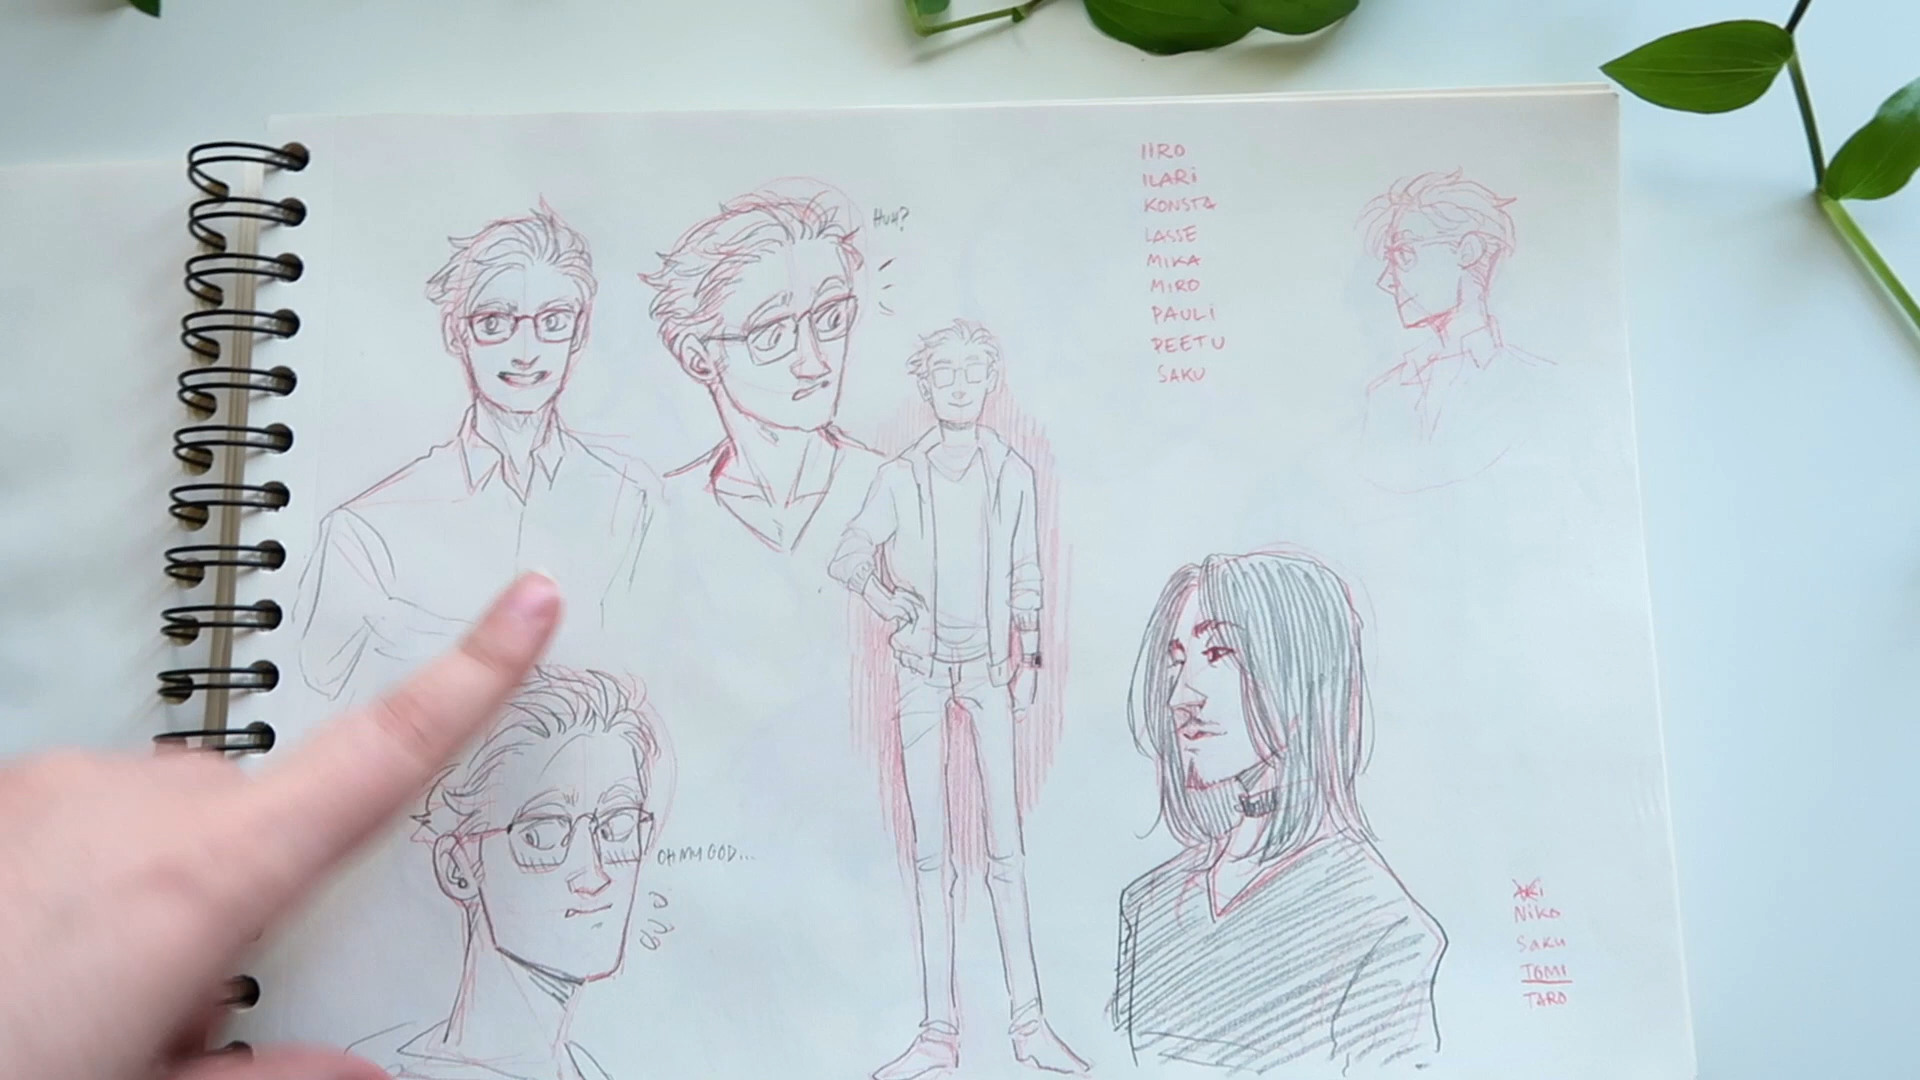 HUH?
IIRO
ILARI
KONSTA
LASSE
MIKA
MIRO
PAULI
PEETU
SAKU
OH MY GOD...
Niko
Saku
TOMI
TARO